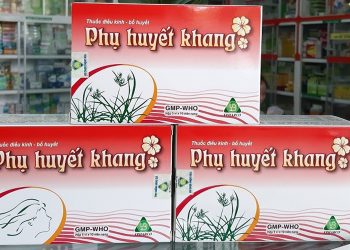 Thuốc điều kinh - bổ huyết
Phụ huyết khang
GMP-WHO
Thuốc điều kinh - bổ huyết
Phụ huyết khang
GMP-WHO
Thuốc điều kinh - bổ huyết
Phụ huyết khang
GMP-WHO